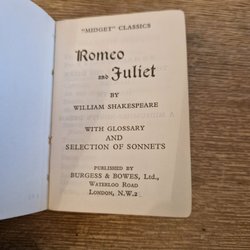 "MIDGET" CLASSICS
Romeo
and Juliet
BY
WILLIAM SHAKESPEARE
WITH GLOSSARY
AND
SELECTION OF SONNETS
PUBLISHED BY
BURGESS & BOWES, Ltd.,
WATERLOO ROAD
LONDON, N.W.2